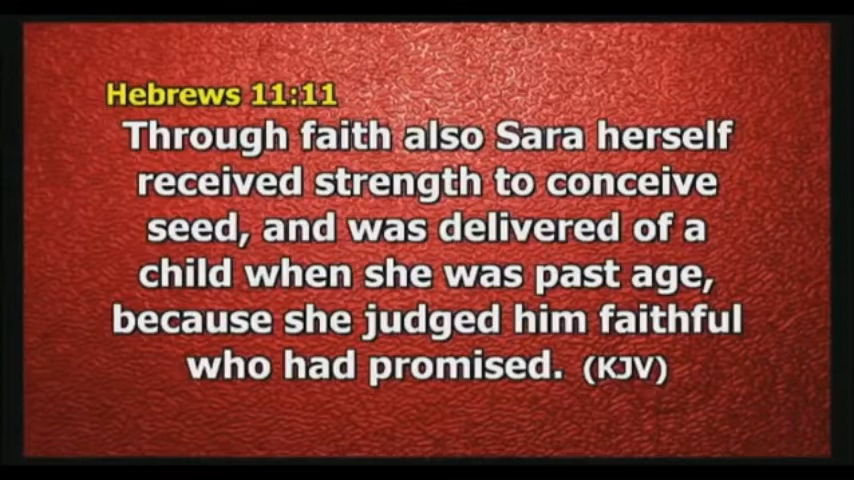 Hebrews 11:11
Through faith also Sara herself
received strength to conceive
seed, and was delivered of a
child when she was past age,
because she judged him faithful
who had promised. (KJV)